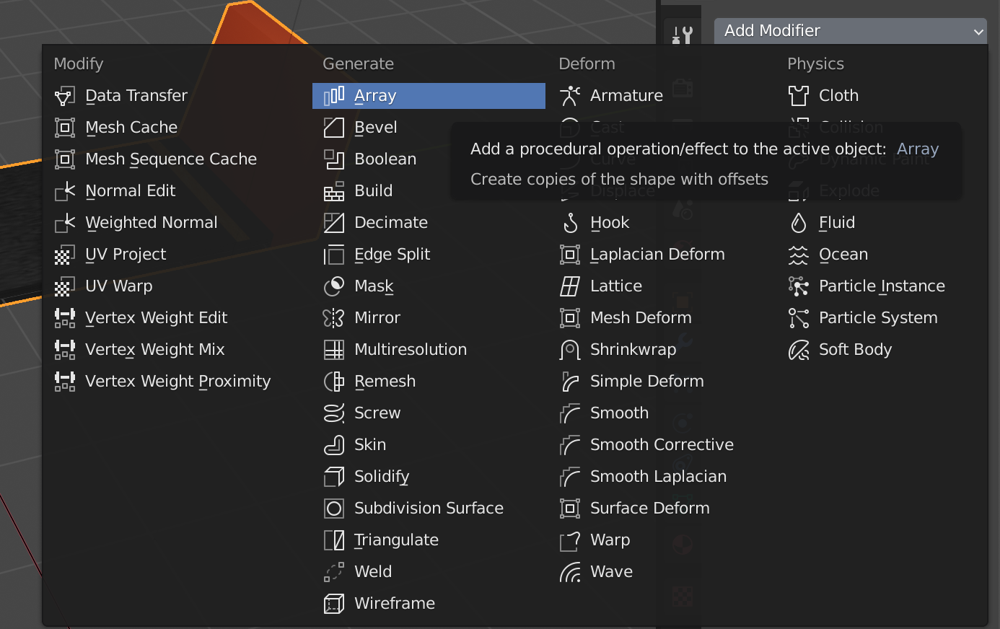 Add Modifier
Modify
Data Transfer
Mesh Cache
Mesh Sequence Cache
Normal Edit
Weighted Normal
UV Project
UV Warp
Vertex Weight Edit
Vertex Weight Mix
Vertex Weight Proximity
Generate
Array
Bevel
Boolean
Build
Decimate
Edge Split
Mask
Mirror
Multiresolution
Remesh
Screw
Skin
Solidify
Subdivision Surface
Triangulate
Weld
Wireframe
Deform
Armature
Cast
Curve
Displace
Hook
Laplacian Deform
Lattice
Mesh Deform
Shrinkwrap
Simple Deform
Smooth
Smooth Corrective
Smooth Laplacian
Surface Deform
Warp
Wave
Physics
Cloth
Collision
Dynamic Paint
Explode
Fluid
Ocean
Particle Instance
Particle System
Soft Body
Add a procedural operation/effect to the active object: Array
Create copies of the shape with offsets